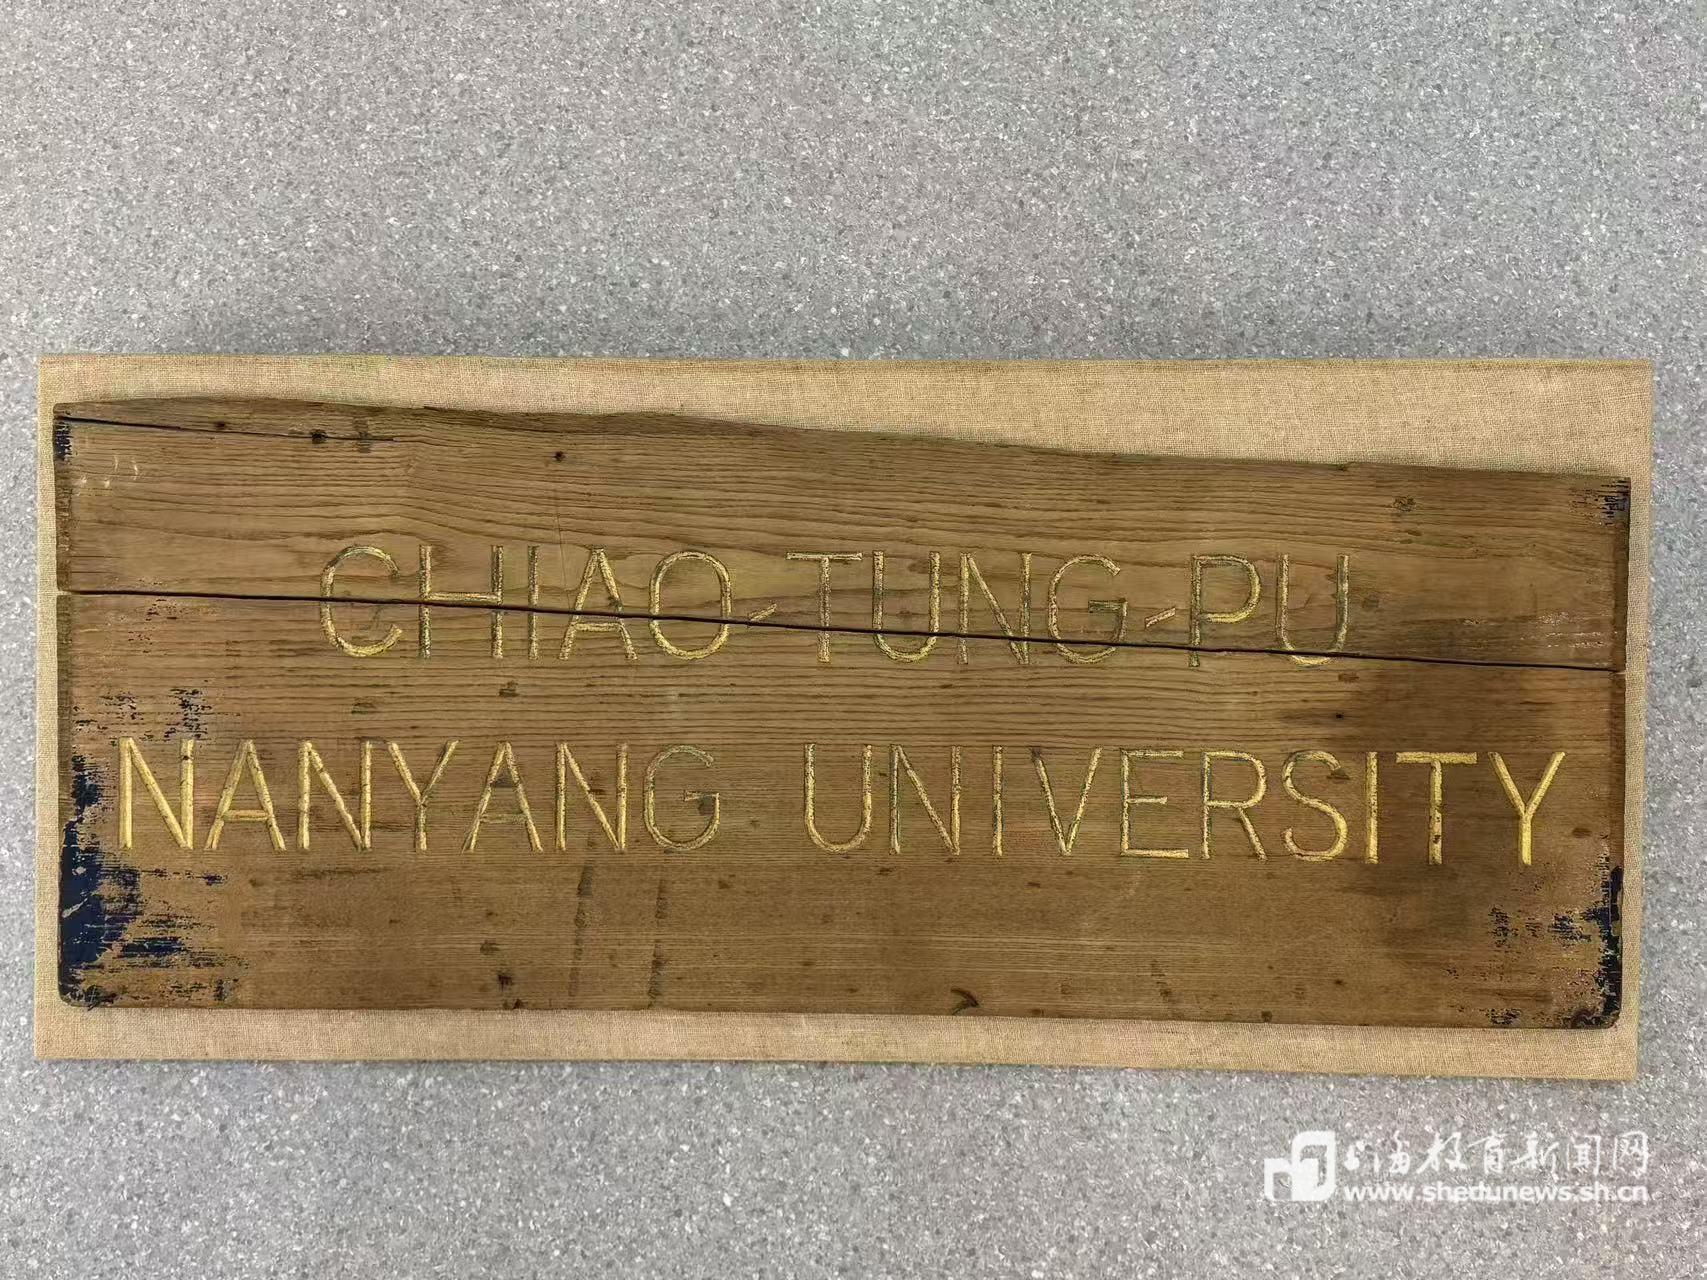 CHIAO-TUNG-PU
NANYANG UNIVERSITY
上海教育新闻网
www.shedunews.sh.cn